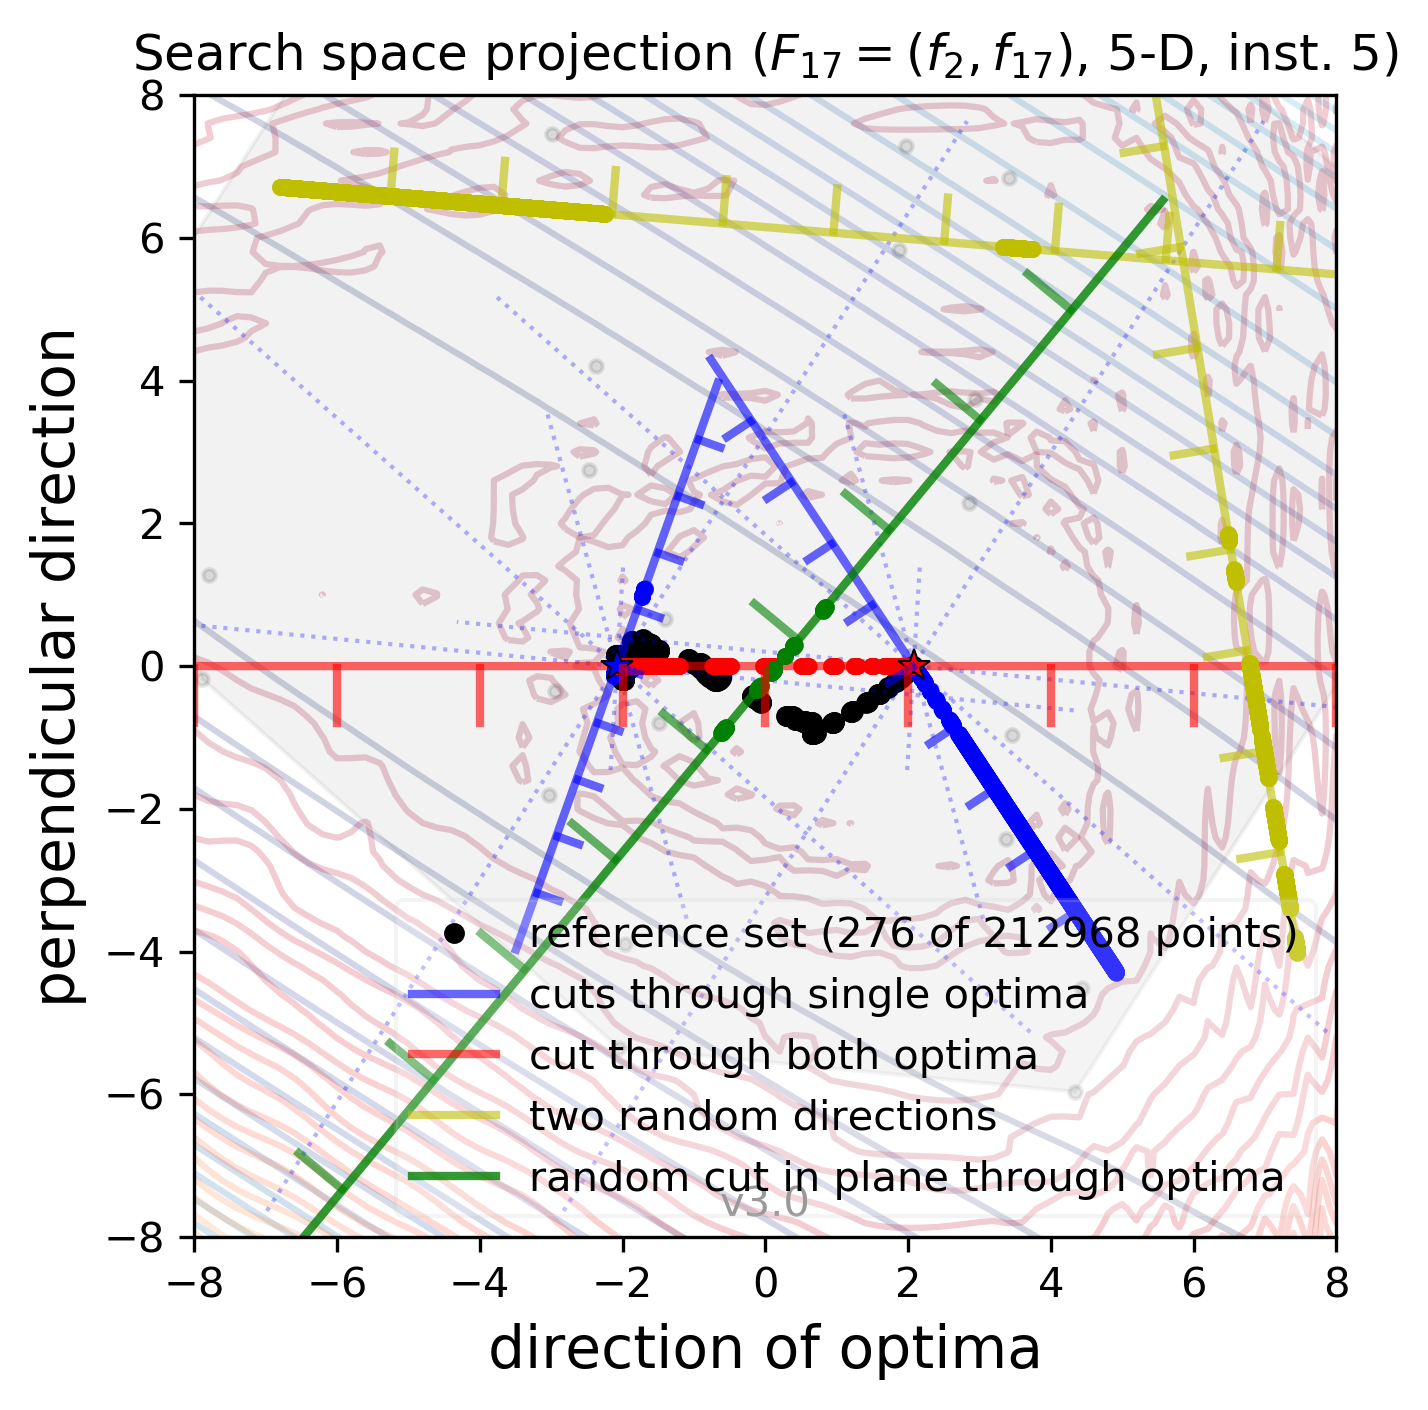 Search space projection (F₁₇ = (f₂, f₁₇), 5-D, inst. 5)
8
6
4
2
0
−2
−4
−6
−8
perpendicular direction
reference set (276 of 212968 points)
cuts through single optima
cut through both optima
two random directions
random cut in plane through optima
v3.0
−8 −6 −4 −2 0 2 4 6 8
direction of optima